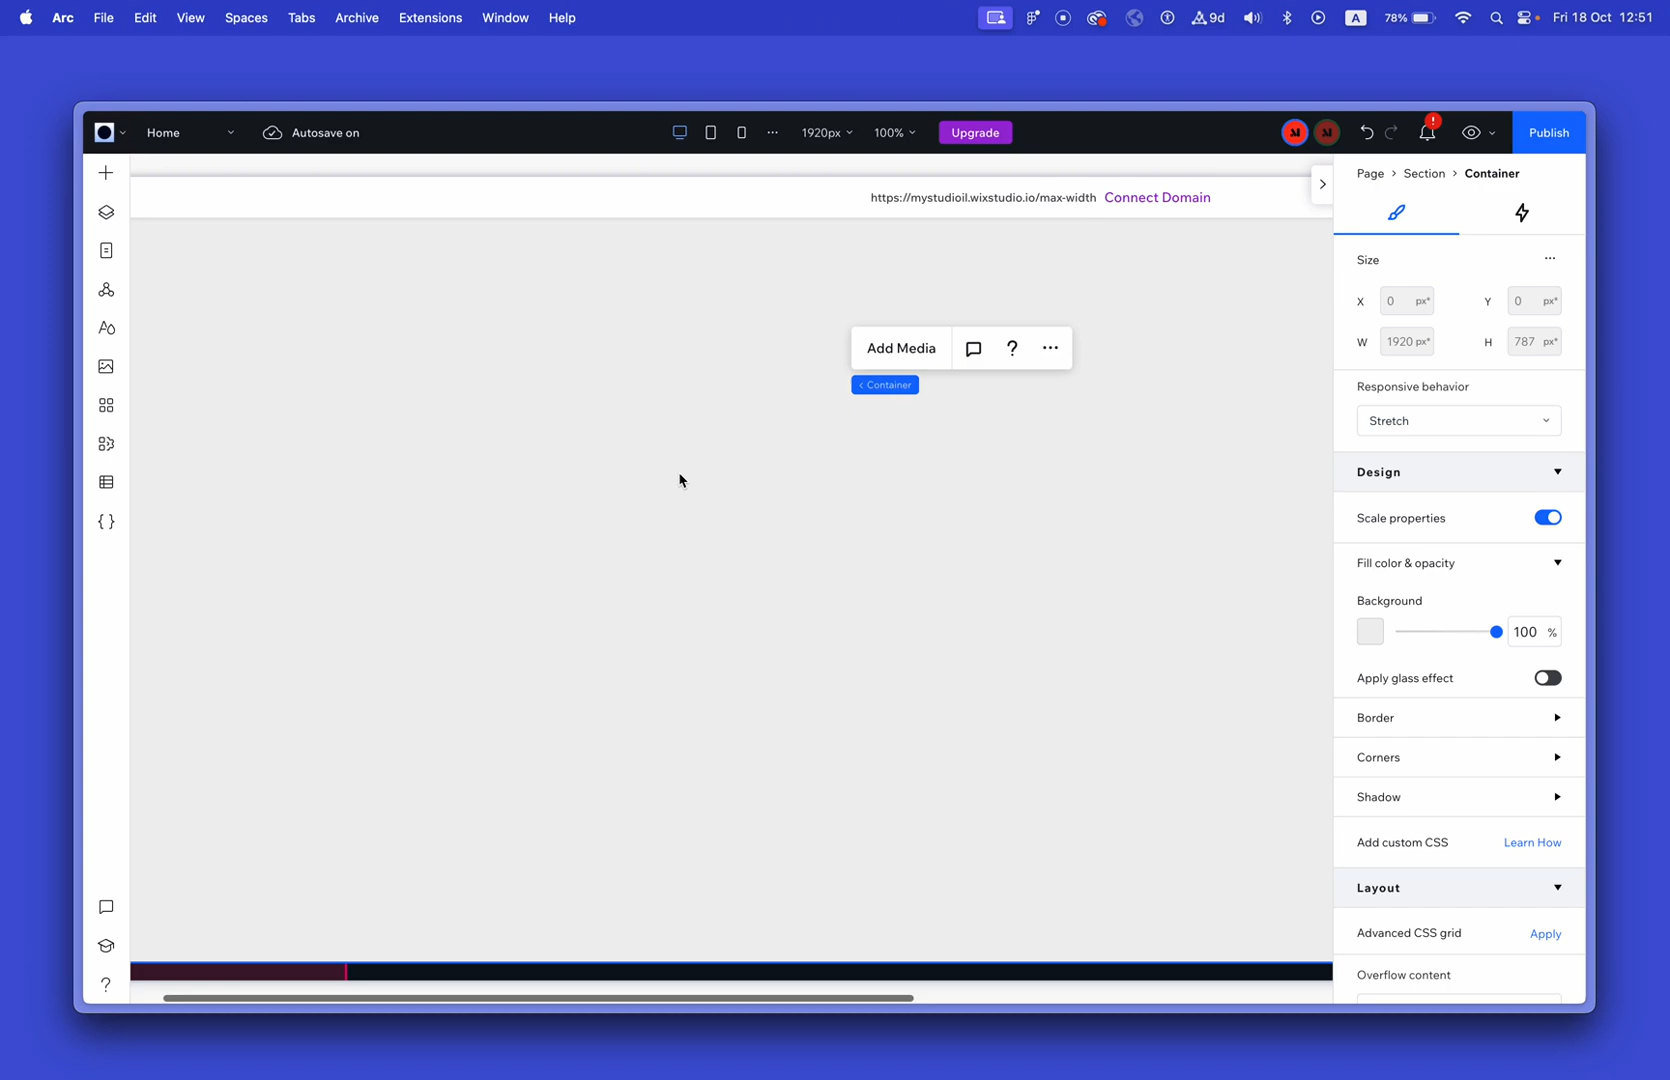 Arc File Edit View Spaces Tabs Archive Extensions Window Help 9d A 78% Fri 18 Oct 12:51
Home Autosave on 1920px 100% Upgrade ! Publish
https://mystudioil.wixstudio.io/max-width Connect Domain
Page > Section > Container
Size
X 0 px* Y 0 px*
W 1920 px* H 787 px*
Add Media ?
< Container
Responsive behavior
Stretch
Design
Scale properties
Fill color & opacity
Background
100 %
Apply glass effect
Border
Corners
Shadow
Add custom CSS Learn How
Layout
Advanced CSS grid Apply
Overflow content
?